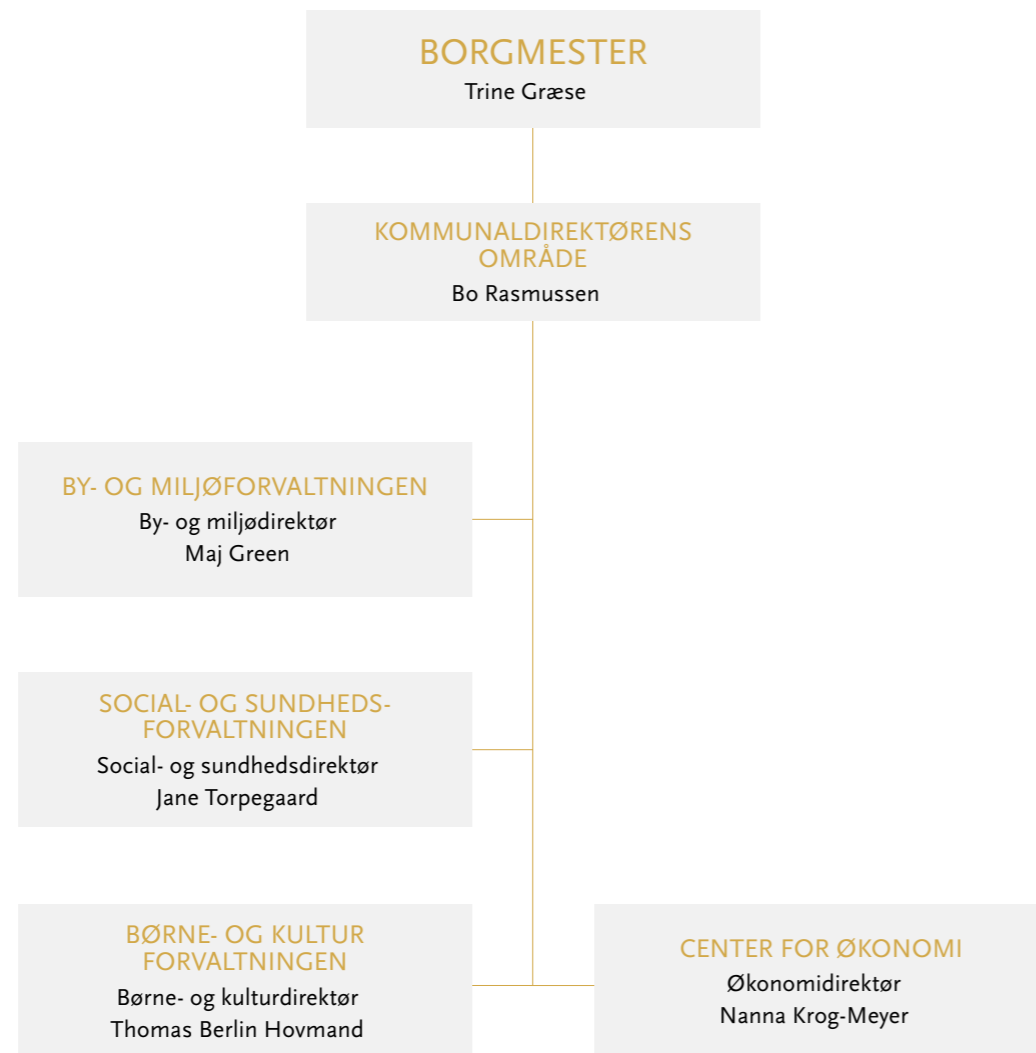 BORGMESTER
Trine Græse
KOMMUNALDIREKTØRENS
OMRÅDE
Bo Rasmussen
BY- OG MILJØFORVALTNINGEN
By- og miljødirektør
Maj Green
SOCIAL- OG SUNDHEDS-
FORVALTNINGEN
Social- og sundhedsdirektør
Jane Torpegaard
BØRNE- OG KULTUR
FORVALTNINGEN
Børne- og kulturdirektør
Thomas Berlin Hovmand
CENTER FOR ØKONOMI
Økonomidirektør
Nanna Krog-Meyer